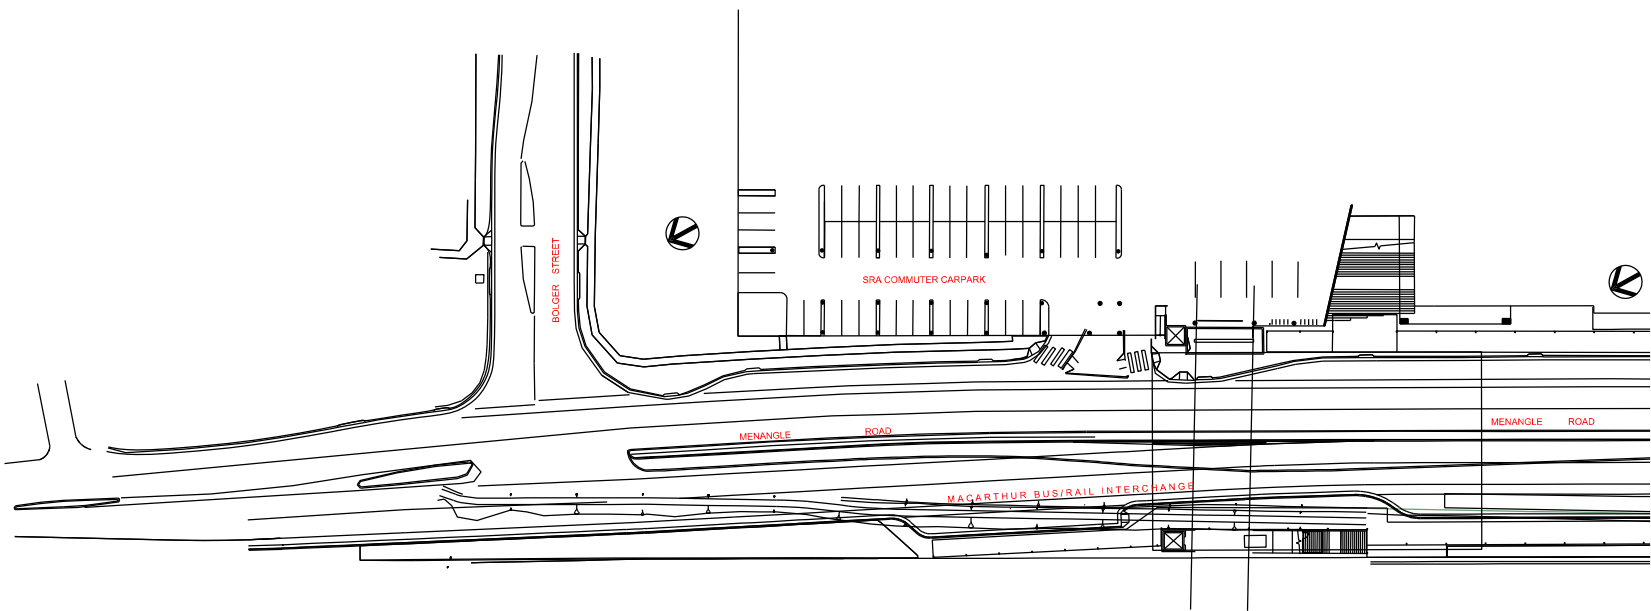 BOLGER STREET
SRA COMMUTER CARPARK
MENANGLE ROAD
MENANGLE ROAD
MACARTHUR BUS/RAIL INTERCHANGE